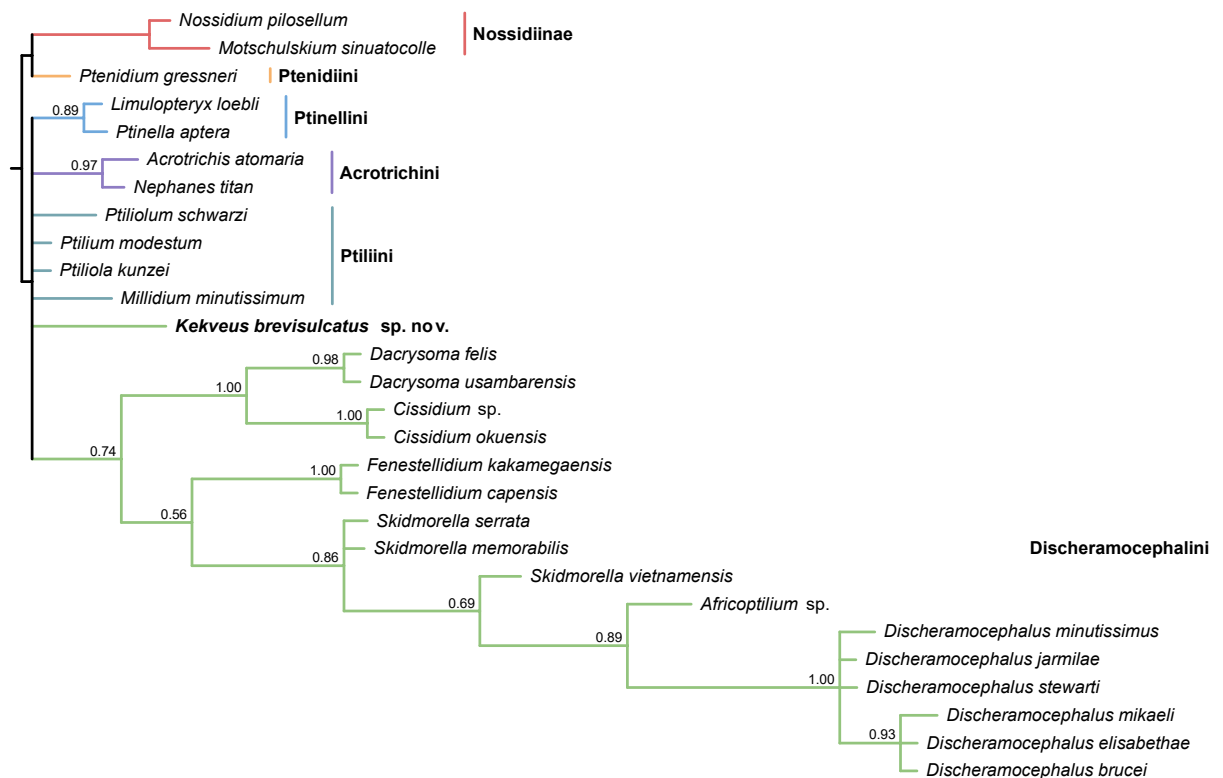 Nossidium pilosellum
Motschulskium sinuatocolle
Nossidiinae
Ptenidium gressneri
Ptenidiini
0.89
Limulopteryx loebli
Ptinella aptera
Ptinellini
0.97
Acrotrichis atomaria
Nephanes titan
Acrotrichini
Ptiliolum schwarzi
Ptilium modestum
Ptiliola kunzei
Millidium minutissimum
Ptiliini
Kekveus brevisulcatus sp. nov.
0.98
Dacrysoma felis
Dacrysoma usambarensis
1.00
1.00
Cissidium sp.
Cissidium okuensis
0.74
1.00
Fenestellidium kakamegaensis
Fenestellidium capensis
0.56
Skidmorella serrata
0.86
Skidmorella memorabilis
Discheramocephalini
Skidmorella vietnamensis
0.69
Africoptilium sp.
0.89
Discheramocephalus minutissimus
Discheramocephalus jarmilae
1.00
Discheramocephalus stewarti
Discheramocephalus mikaeli
0.93
Discheramocephalus elisabethae
Discheramocephalus brucei